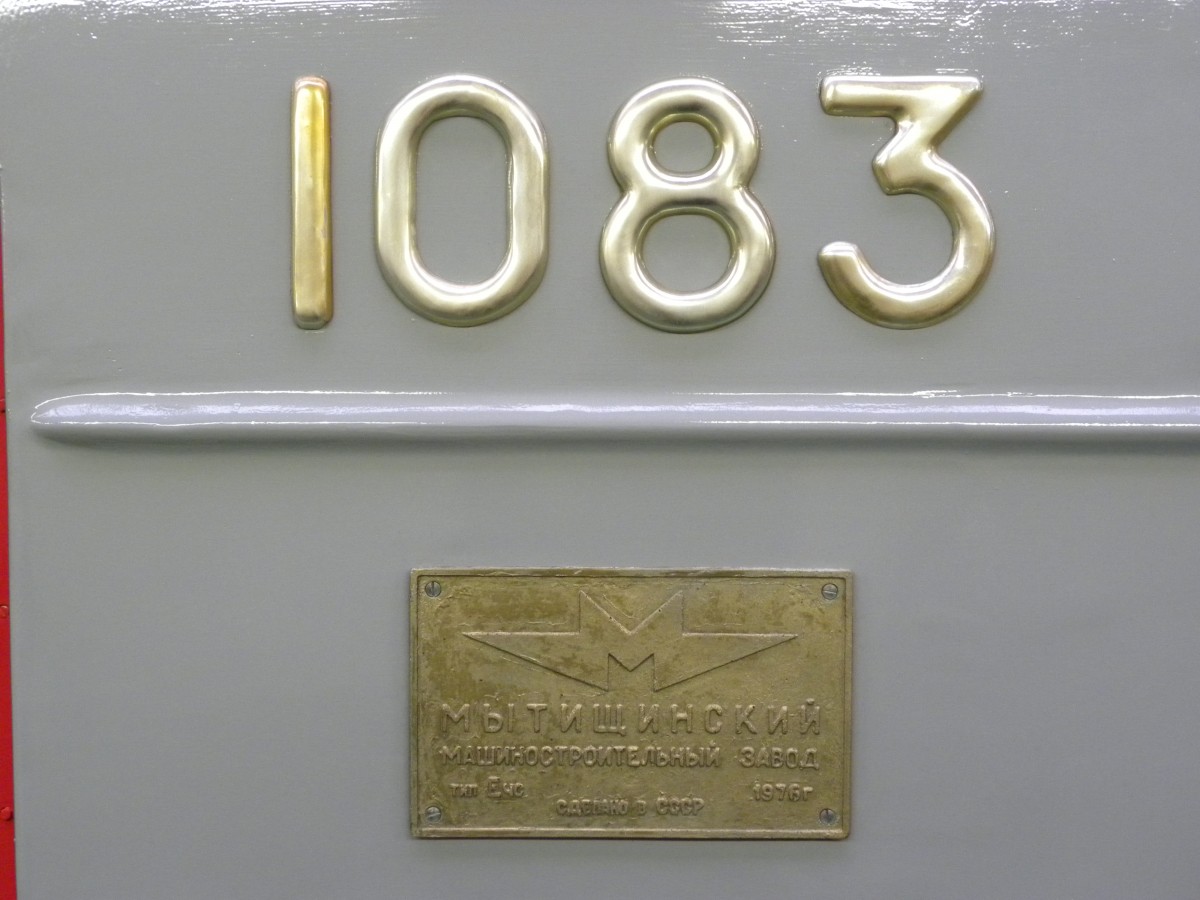 1083
МЫТИЩИНСКИЙ
МАШИНОСТРОИТЕЛЬНЫЙ ЗАВОД
тип Ечс 1976г
СДЕЛАНО В СССР